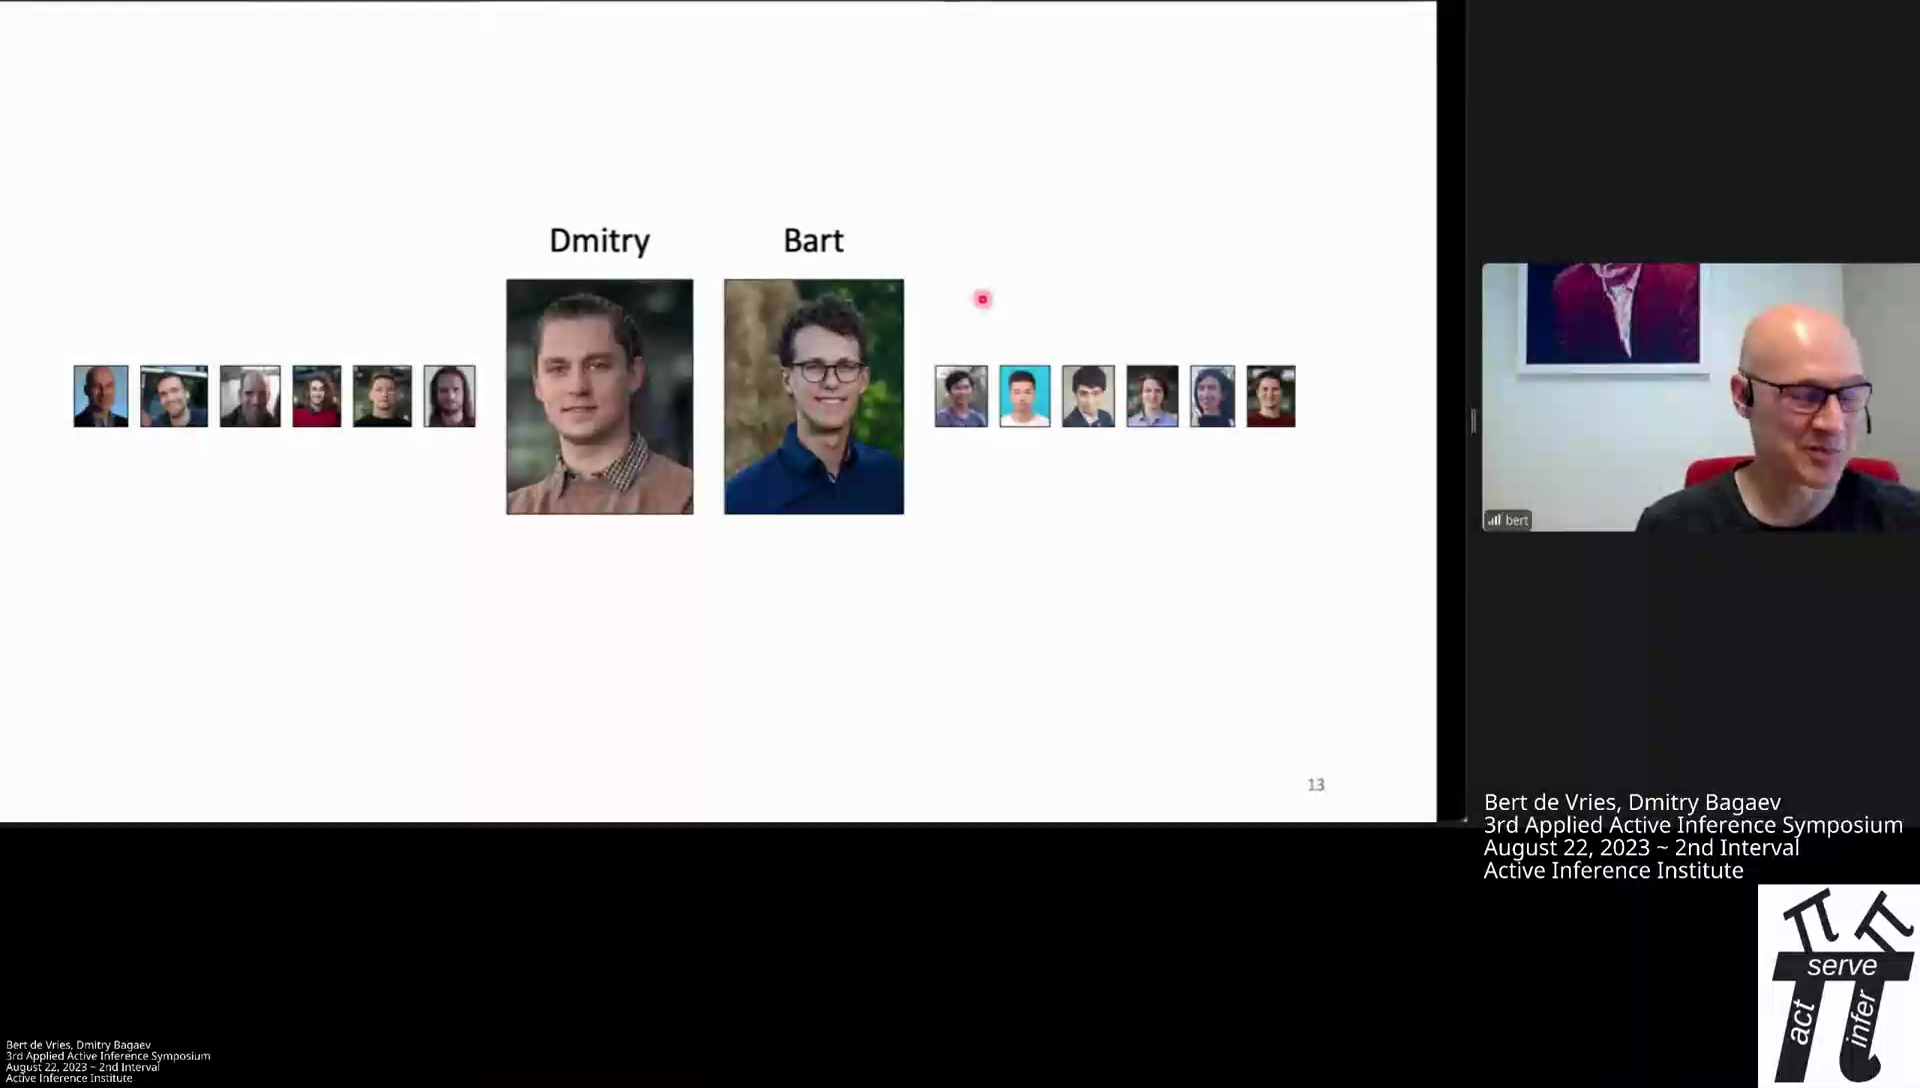 Dmitry
Bart
13
bert
Bert de Vries, Dmitry Bagaev
3rd Applied Active Inference Symposium
August 22, 2023 ~ 2nd Interval
Active Inference Institute
serve
act
infer
Bert de Vries, Dmitry Bagaev
3rd Applied Active Inference Symposium
August 22, 2023 ~ 2nd Interval
Active Inference Institute